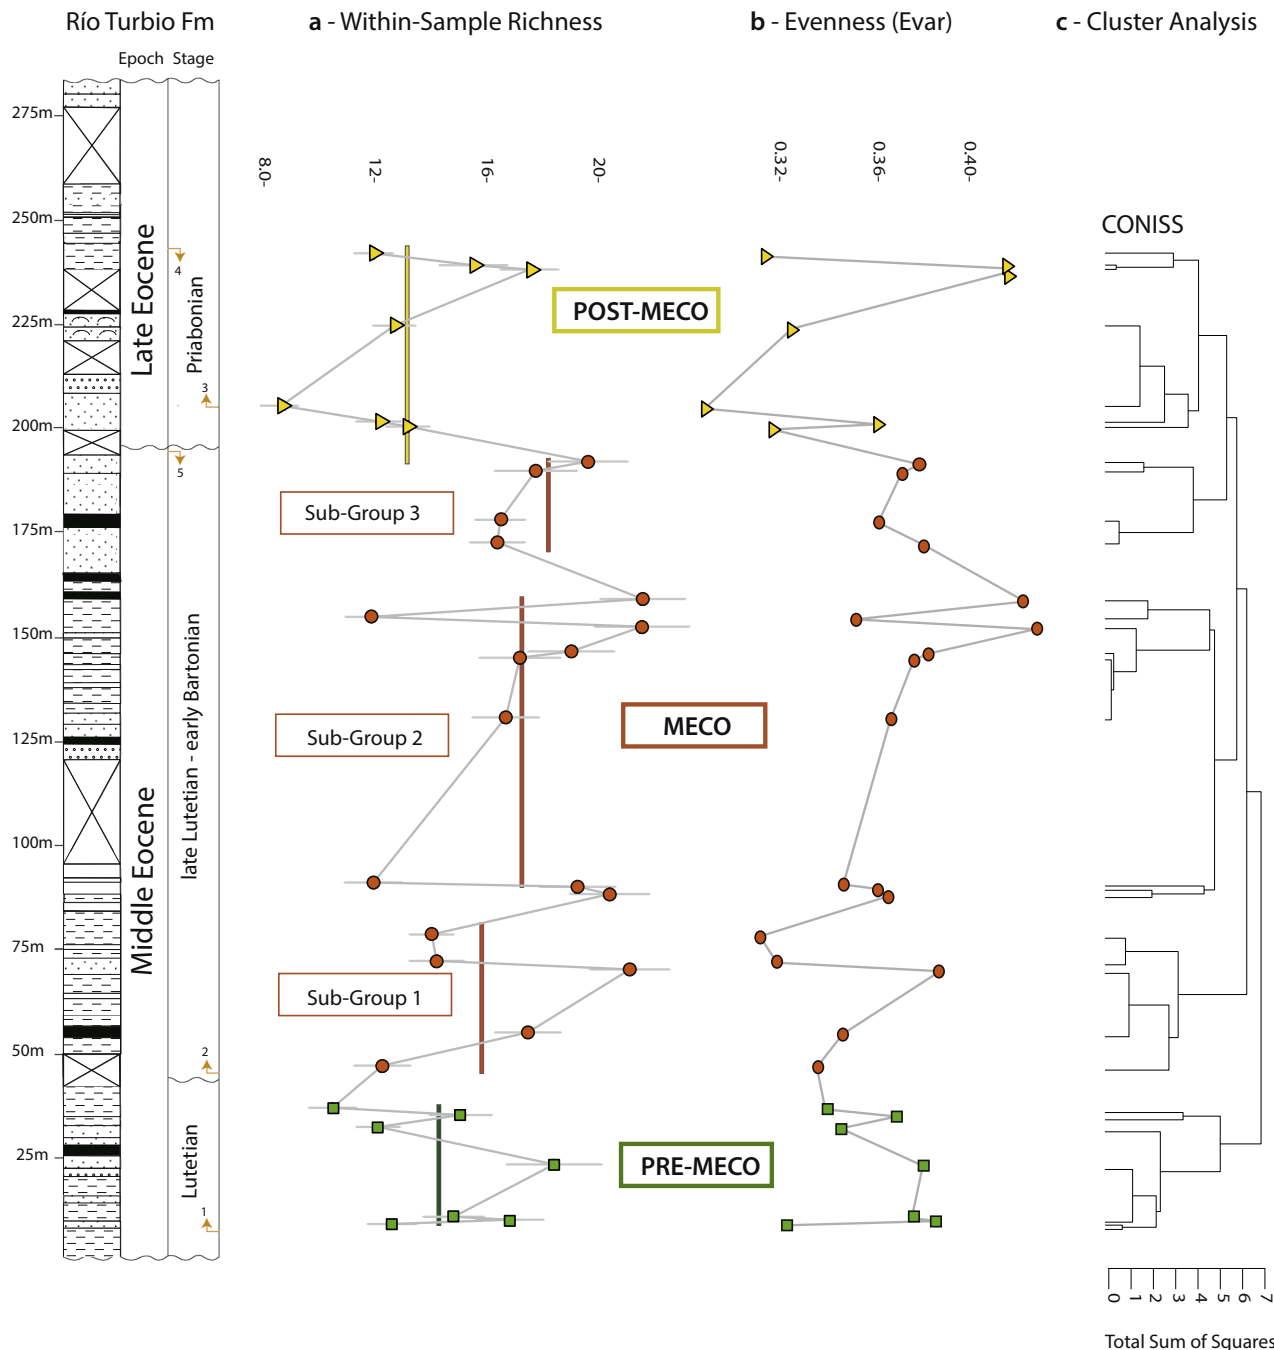 Río Turbio Fm
a - Within-Sample Richness
b - Evenness (Evar)
c - Cluster Analysis
Epoch Stage
275m
250m
225m
200m
175m
150m
125m
100m
75m
50m
25m
Late Eocene
Middle Eocene
Priabonian
late Lutetian - early Bartonian
Lutetian
4
3
5
2
1
8.0-
12-
16-
20-
0.32-
0.36-
0.40-
CONISS
POST-MECO
Sub-Group 3
MECO
Sub-Group 2
Sub-Group 1
PRE-MECO
0 1 2 3 4 5 6 7
Total Sum of Squares